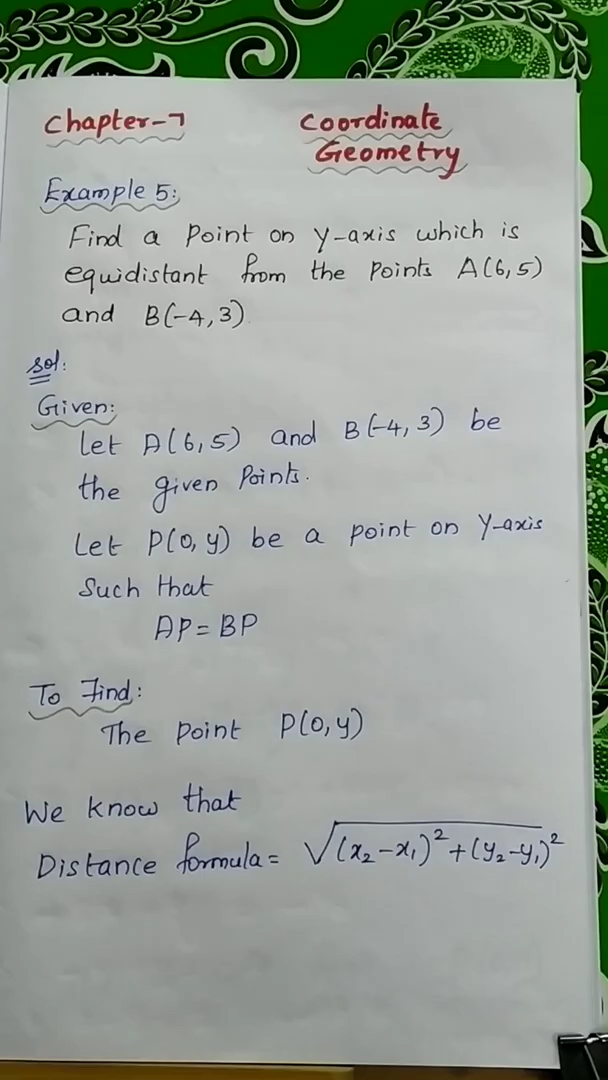 Chapter-7 Coordinate
Geometry
Example 5:
Find a Point on y-axis which is
equidistant from the Points A(6,5)
and B(-4,3)
Sol:
Given:
Let A(6,5) and B(-4,3) be
the given Points.
Let P(0,y) be a point on Y-axis
Such that
AP=BP
To Find:
The Point P(0,y)
We know that
Distance formula= √(x₂-x₁)²+(y₂-y₁)²